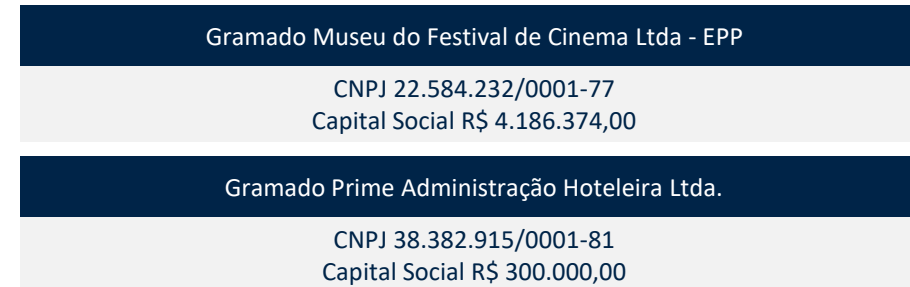 Gramado Museu do Festival de Cinema Ltda - EPP
CNPJ 22.584.232/0001-77
Capital Social R$ 4.186.374,00
Gramado Prime Administração Hoteleira Ltda.
CNPJ 38.382.915/0001-81
Capital Social R$ 300.000,00